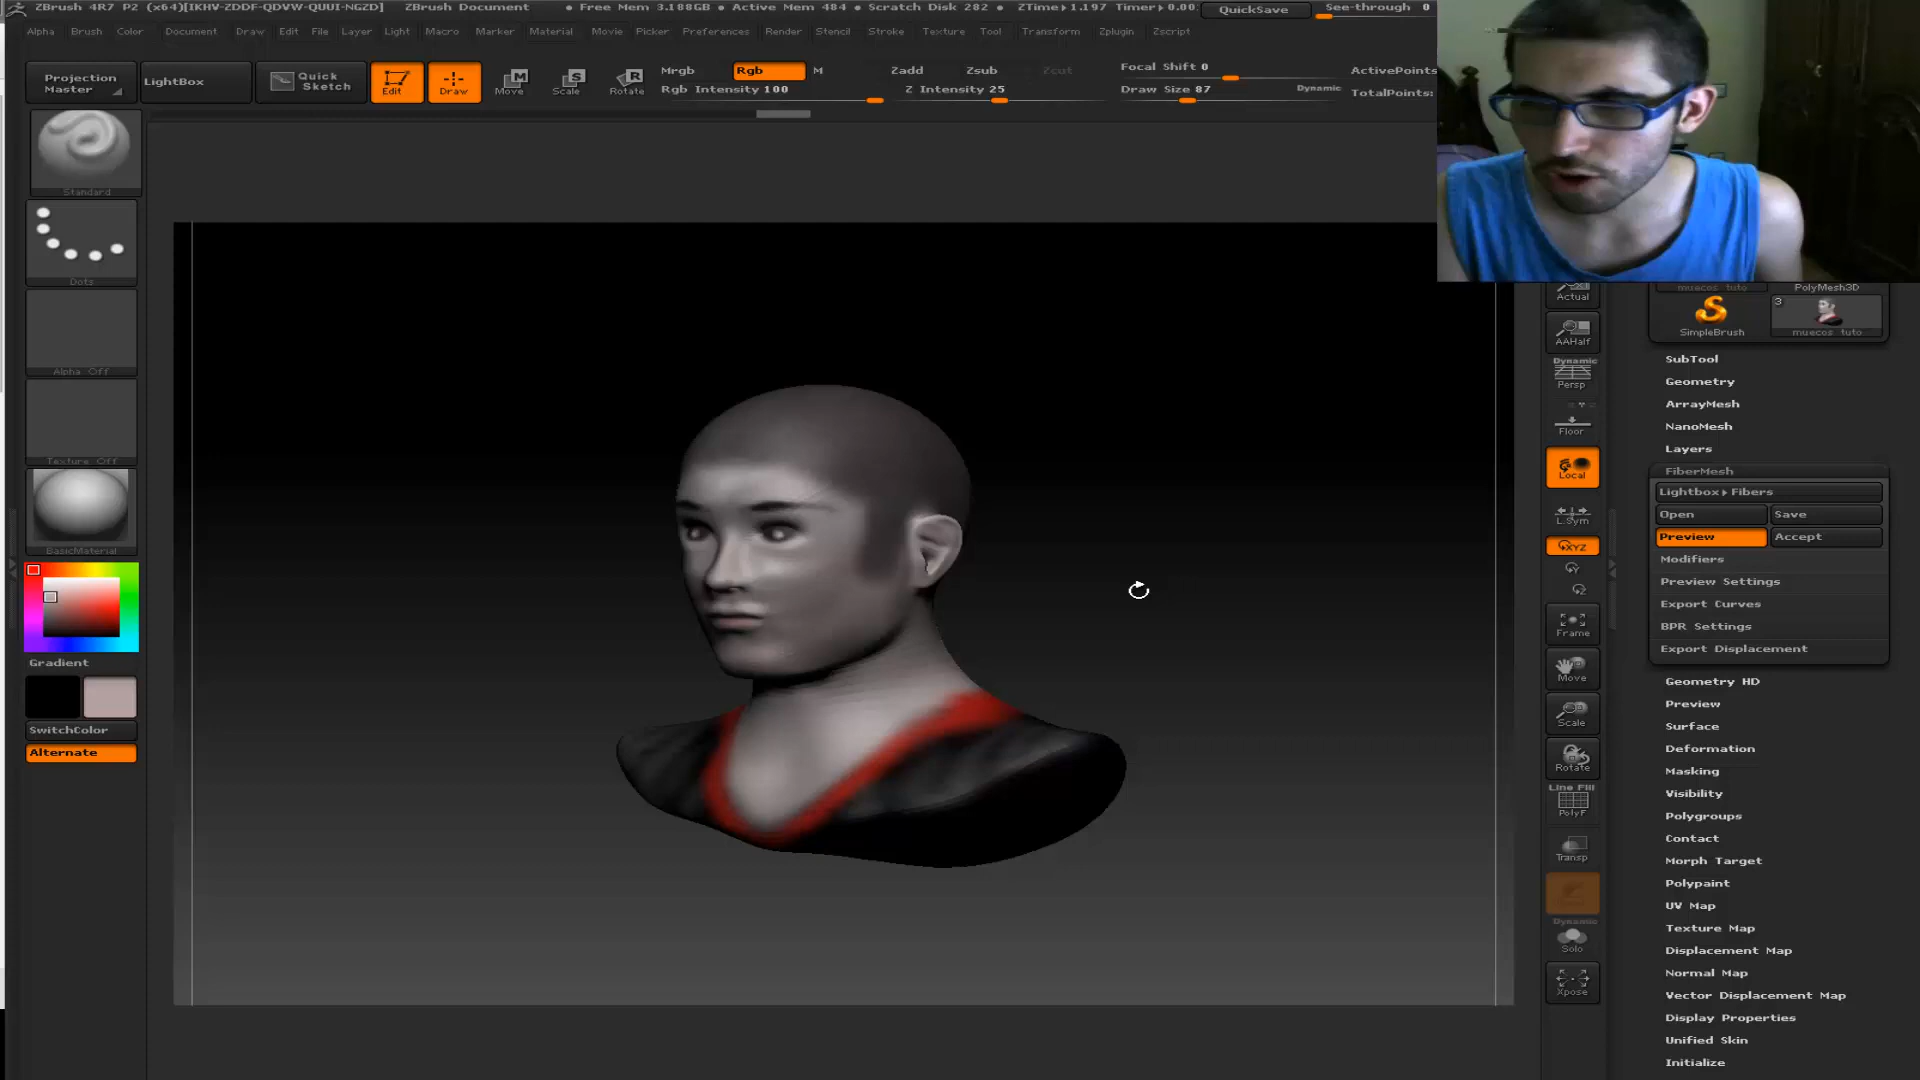 ZBrush 4R7 P2 (x64)[IKHV-ZDDF-QDVW-QUUI-NGZD] ZBrush Document • Free Mem 3.188GB • Active Mem 484 • Scratch Disk 282 • ZTime▸1.197 Timer▸0.00 QuickSave See-through 0
Alpha Brush Color Document Draw Edit File Layer Light Macro Marker Material Movie Picker Preferences Render Stencil Stroke Texture Tool Transform Zplugin Zscript
Projection Master
LightBox
Quick Sketch
Edit
Draw
Move
Scale
Rotate
Mrgb Rgb M
Rgb Intensity 100
Zadd Zsub Zcut
Z Intensity 25
Focal Shift 0
Draw Size 87 Dynamic
ActivePoints
TotalPoints:
Standard
Dots
Alpha Off
Texture Off
BasicMaterial
Gradient
SwitchColor
Alternate
Actual
AAHalf
Dynamic
Persp
Floor
Local
L.Sym
XYZ
Y
Z
Frame
Move
Scale
Rotate
Line Fill
PolyF
Transp
Dynamic
Solo
Xpose
muecos tuto PolyMesh3D
3
SimpleBrush muecos tuto
SubTool
Geometry
ArrayMesh
NanoMesh
Layers
FiberMesh
Lightbox▸Fibers
Open Save
Preview Accept
Modifiers
Preview Settings
Export Curves
BPR Settings
Export Displacement
Geometry HD
Preview
Surface
Deformation
Masking
Visibility
Polygroups
Contact
Morph Target
Polypaint
UV Map
Texture Map
Displacement Map
Normal Map
Vector Displacement Map
Display Properties
Unified Skin
Initialize